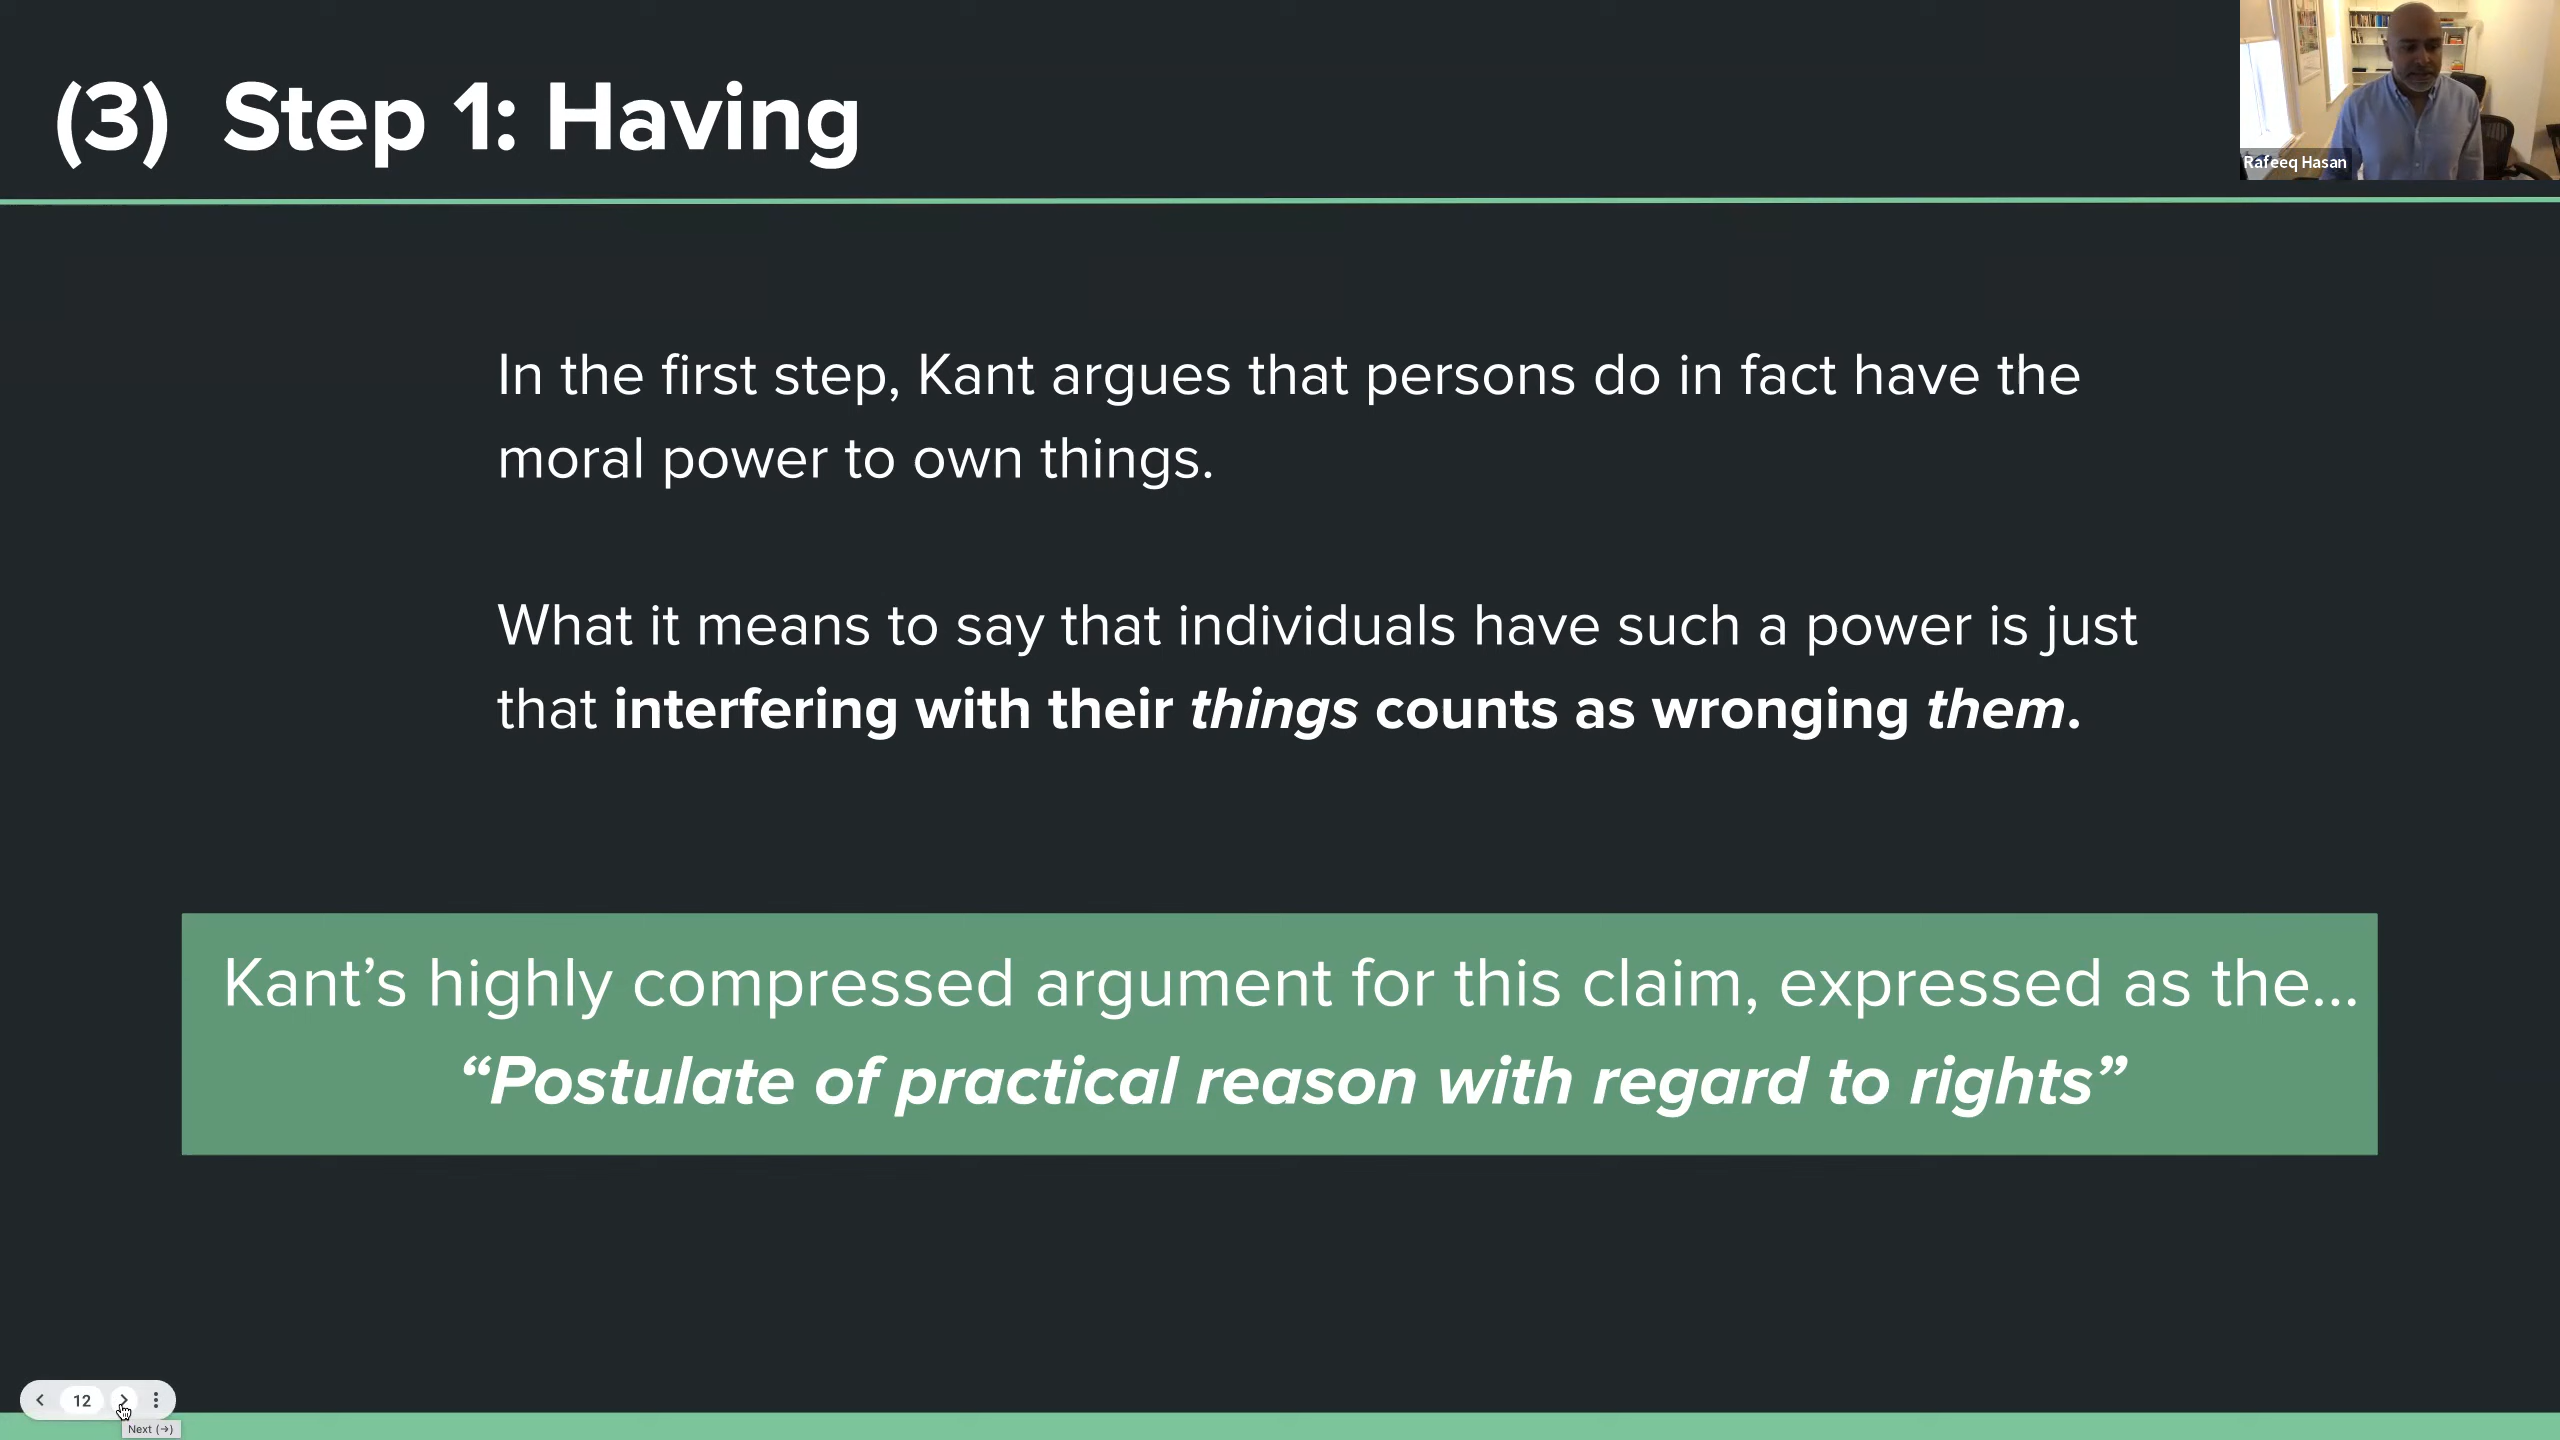 (3) Step 1: Having
Rafeeq Hasan
In the first step, Kant argues that persons do in fact have the
moral power to own things.
What it means to say that individuals have such a power is just
that interfering with their things counts as wronging them.
Kant’s highly compressed argument for this claim, expressed as the...
“Postulate of practical reason with regard to rights”
12
Next (→)